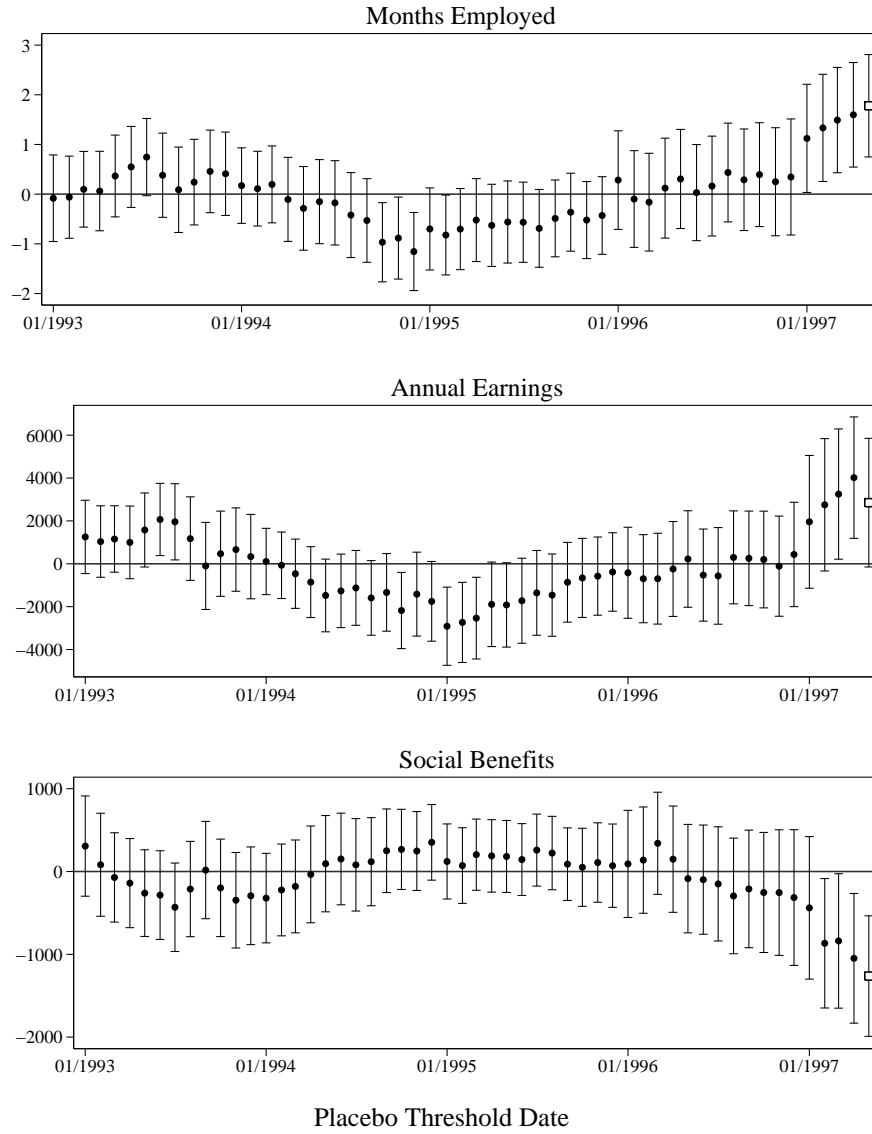 Months Employed
3
2
1
0
−1
−2
01/1993 01/1994 01/1995 01/1996 01/1997
Annual Earnings
6000
4000
2000
0
−2000
−4000
01/1993 01/1994 01/1995 01/1996 01/1997
Social Benefits
1000
0
−1000
−2000
01/1993 01/1994 01/1995 01/1996 01/1997
Placebo Threshold Date